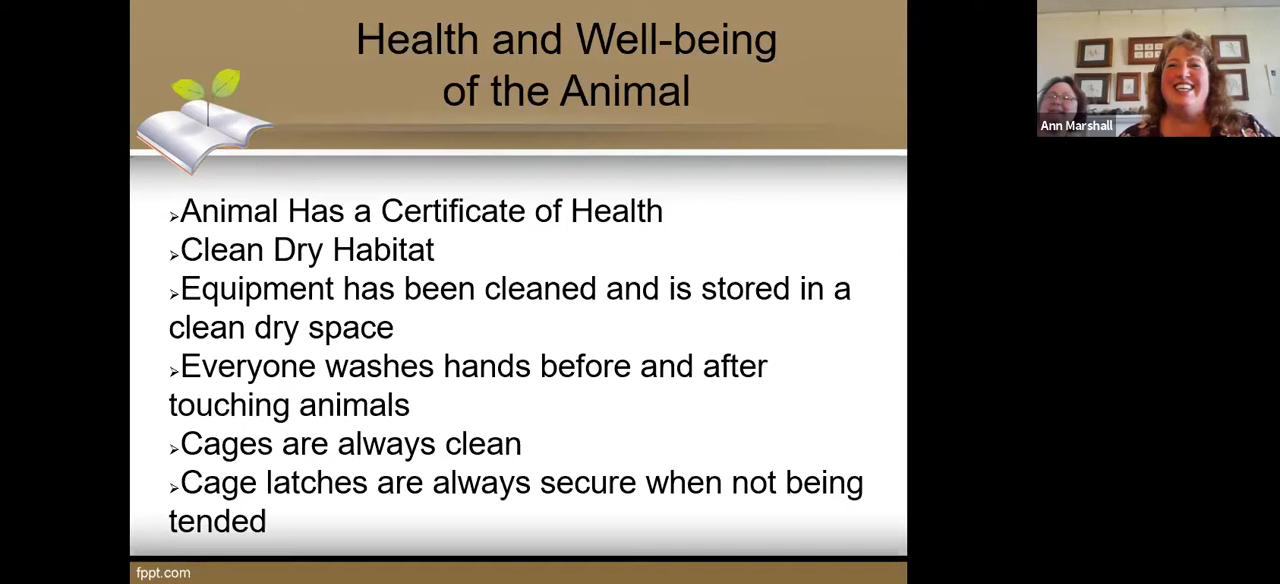 Health and Well-being
of the Animal
➢Animal Has a Certificate of Health
➢Clean Dry Habitat
➢Equipment has been cleaned and is stored in a
clean dry space
➢Everyone washes hands before and after
touching animals
➢Cages are always clean
➢Cage latches are always secure when not being
tended
fppt.com
Ann Marshall